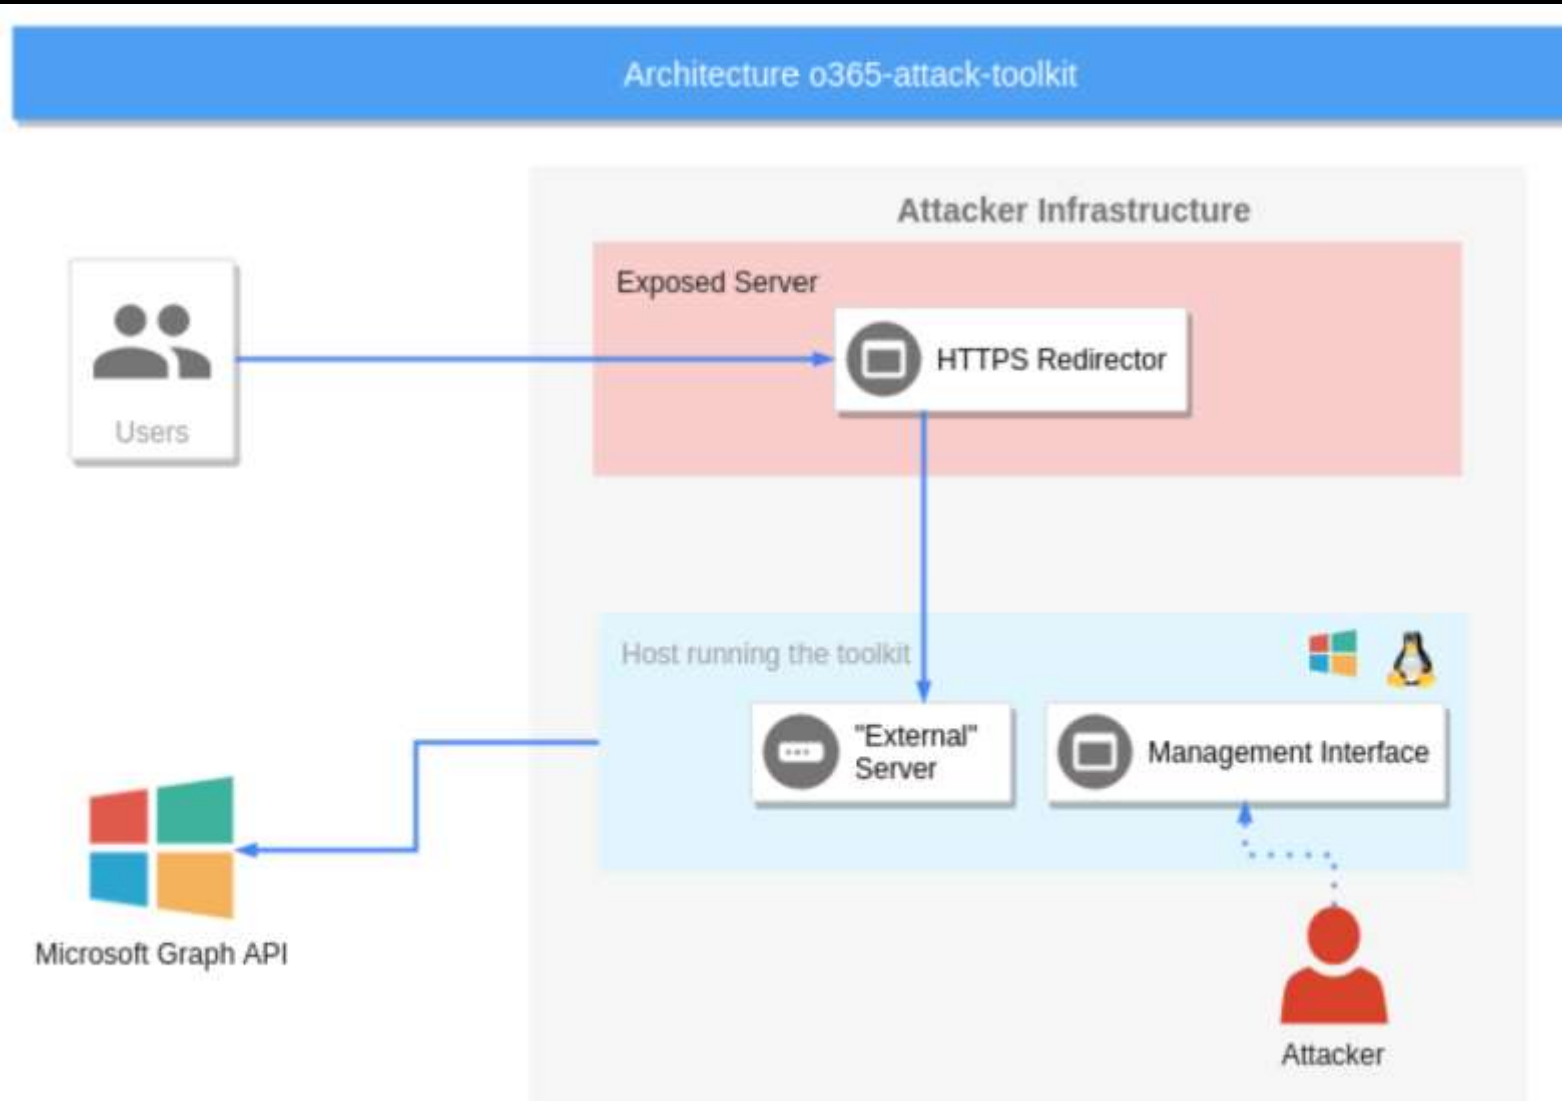 Architecture o365-attack-toolkit
Attacker Infrastructure
Exposed Server
HTTPS Redirector
Users
Host running the toolkit
"External"
Server
Management Interface
Microsoft Graph API
Attacker